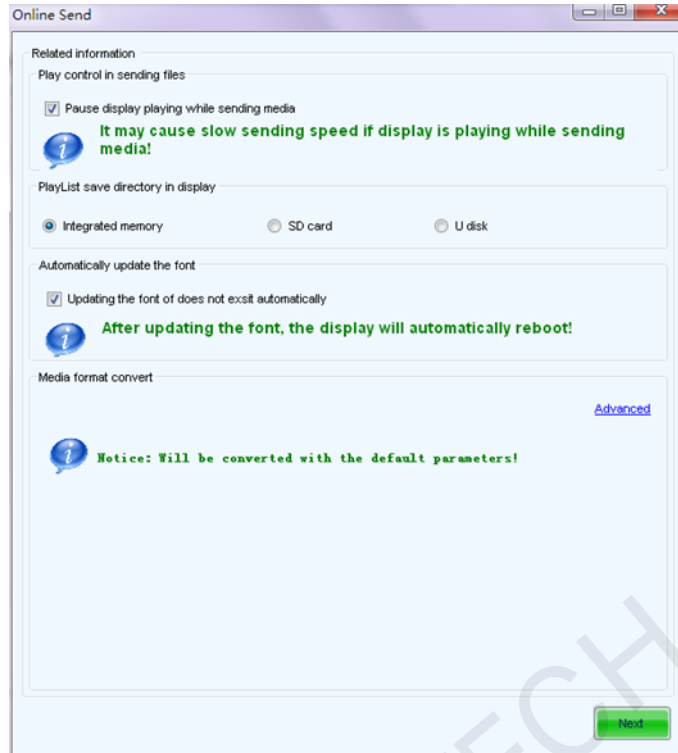 Online Send
Related information
Play control in sending files
Pause display playing while sending media
It may cause slow sending speed if display is playing while sending
media!
PlayList save directory in display
Integrated memory SD card U disk
Automatically update the font
Updating the font of does not exsit automatically
After updating the font, the display will automatically reboot!
Media format convert
Advanced
Notice: Will be converted with the default parameters!
TECH
Next